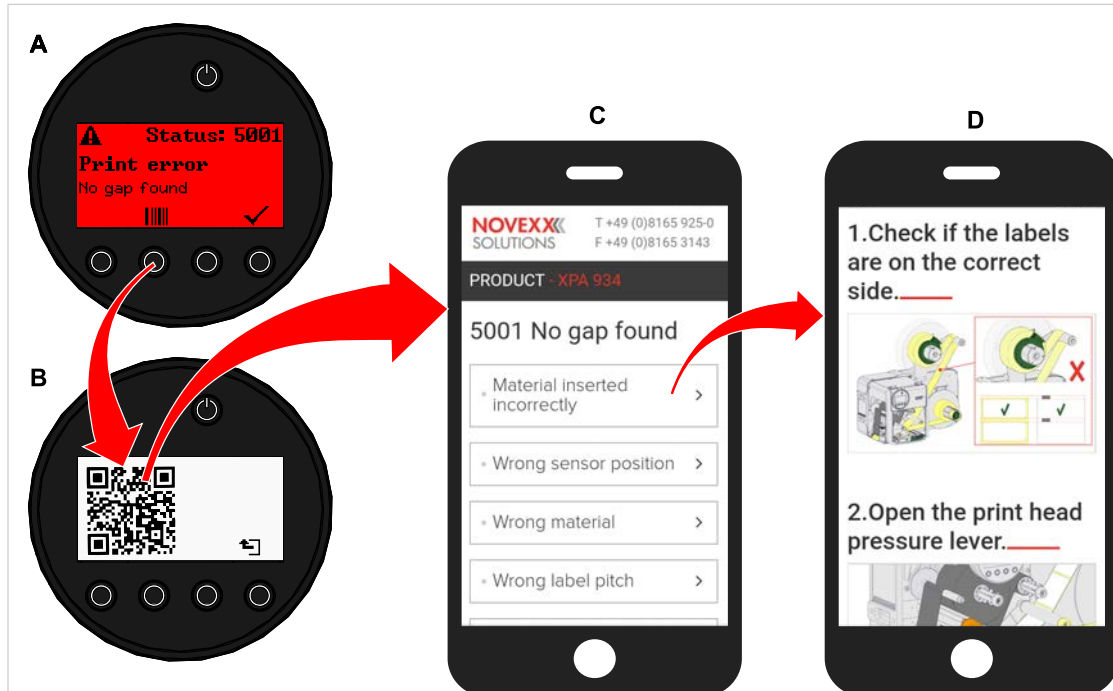 A
Status: 5001
Print error
No gap found
B
C
NOVEXX
SOLUTIONS
T +49 (0)8165 925-0
F +49 (0)8165 3143
PRODUCT - XPA 934
5001 No gap found
Material inserted
incorrectly
Wrong sensor position
Wrong material
Wrong label pitch
D
1.Check if the labels
are on the correct
side.
X
2.Open the print head
pressure lever.